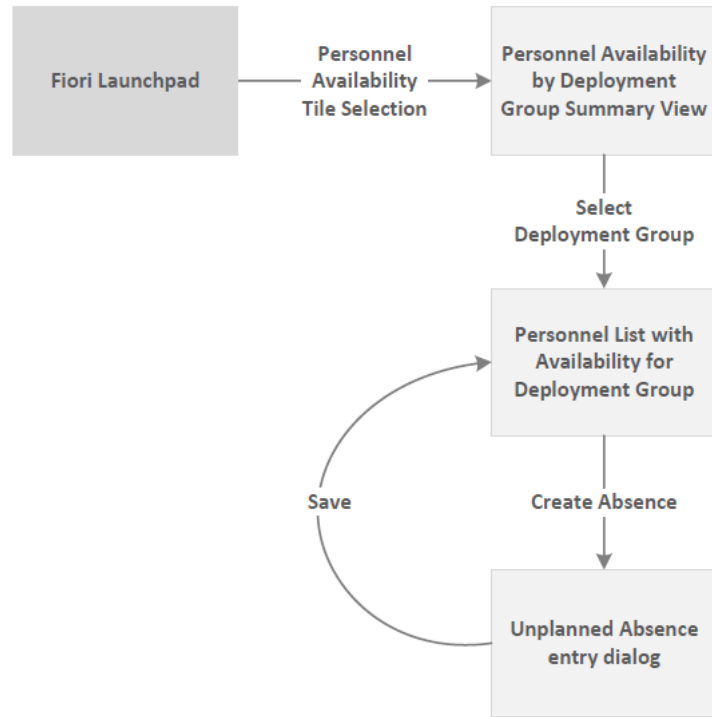 Fiori Launchpad
Personnel
Availability
Tile Selection
Personnel Availability
by Deployment
Group Summary View
Select
Deployment Group
Personnel List with
Availability for
Deployment Group
Save
Create Absence
Unplanned Absence
entry dialog